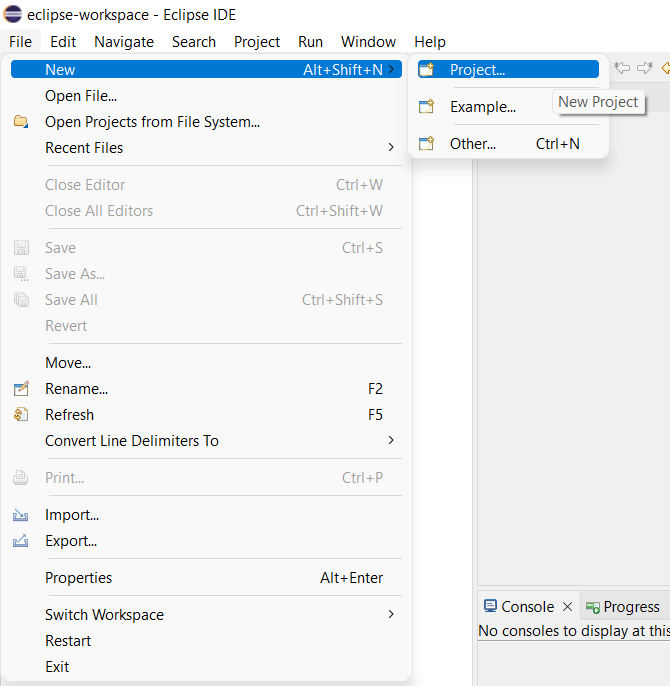 eclipse-workspace - Eclipse IDE
File Edit Navigate Search Project Run Window Help
New Alt+Shift+N
Project...
New Project
Example...
Other... Ctrl+N
Open File...
Open Projects from File System...
Recent Files
Close Editor Ctrl+W
Close All Editors Ctrl+Shift+W
Save Ctrl+S
Save As...
Save All Ctrl+Shift+S
Revert
Move...
Rename... F2
Refresh F5
Convert Line Delimiters To
Print... Ctrl+P
Import...
Export...
Properties Alt+Enter
Switch Workspace
Restart
Exit
Console Progress
No consoles to display at this